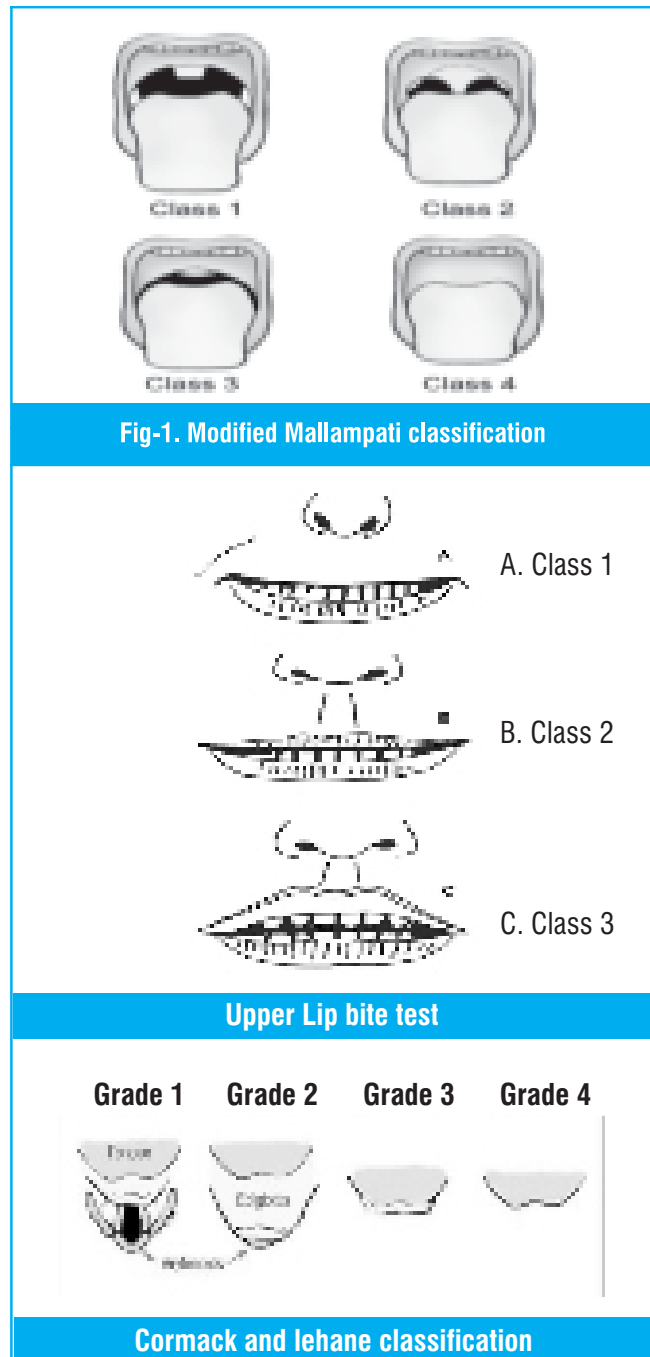 Class 1
Class 2
Class 3
Class 4
Fig-1. Modified Mallampati classification
A
A. Class 1
B
B. Class 2
C
C. Class 3
Upper Lip bite test
Grade 1 Grade 2 Grade 3 Grade 4
Cormack and lehane classification